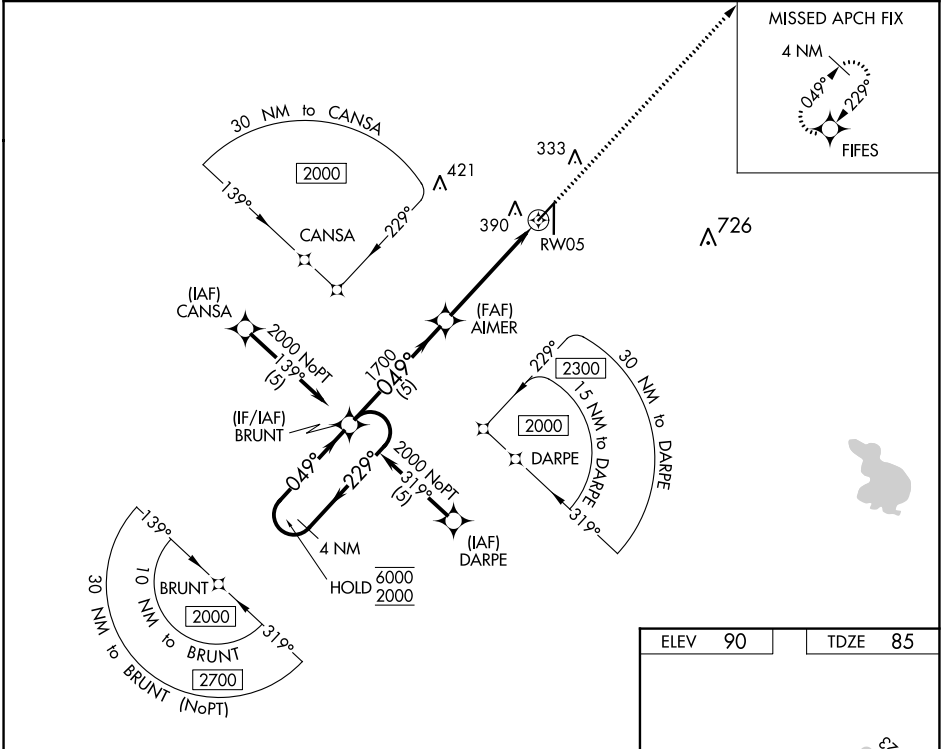 MISSED APCH FIX
4 NM
049°
229°
FIFES
30 NM to CANSA
2000
139°
229°
CANSA
421
333
390
RW05
726
(IAF)
CANSA
2000 NoPT
139°
(5)
(FAF)
AIMER
1700
049°
(5)
(IF/IAF)
BRUNT
049°
229°
4 NM
HOLD 6000
2000
2000 NoPT
319°
(5)
(IAF)
DARPE
229°
2300
30 NM to DARPE
15 NM to DARPE
2000
DARPE
319°
139°
BRUNT
2000
10 NM to BRUNT
319°
2700
30 NM to BRUNT (NoPT)
ELEV 90
TDZE 85
23